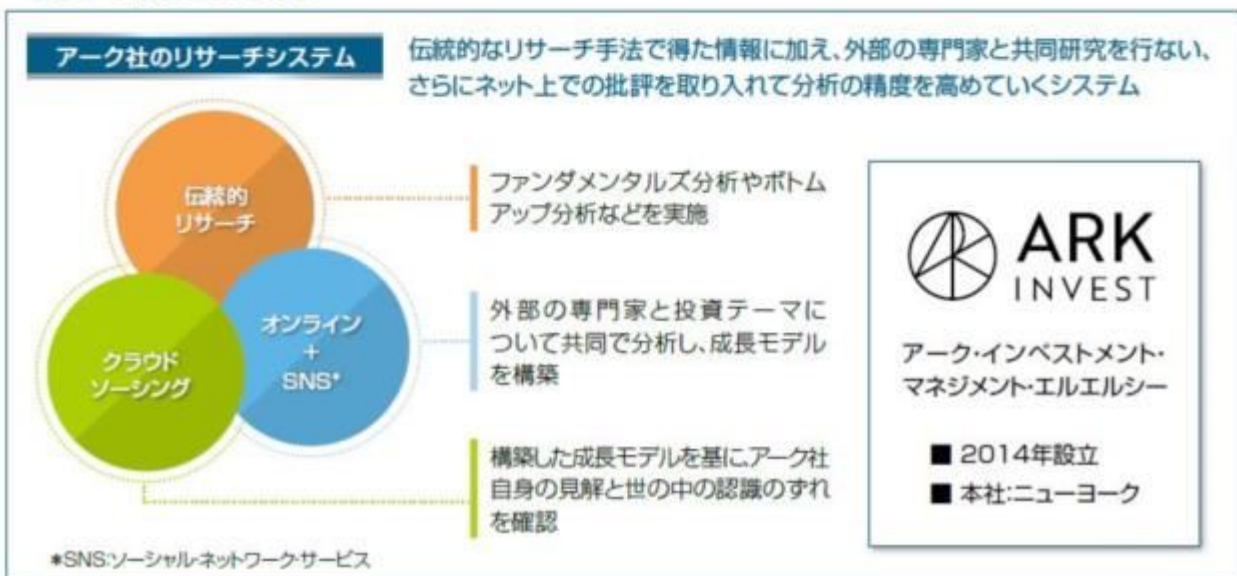 アーク社のリサーチシステム
伝統的なリサーチ手法で得た情報に加え、外部の専門家と共同研究を行ない、
さらにネット上での批評を取り入れて分析の精度を高めていくシステム
伝統的
リサーチ
オンライン
+
SNS*
クラウド
ソーシング
ファンダメンタルズ分析やボトム
アップ分析などを実施
外部の専門家と投資テーマに
ついて共同で分析し、成長モデル
を構築
構築した成長モデルを基に、アーク社
自身の見解と世の中の認識のずれ
を確認
*SNS:ソーシャル・ネットワーク・サービス
ARK
INVEST
アーク・インベストメント・
マネジメント・エルエルシー
■ 2014年設立
■ 本社:ニューヨーク